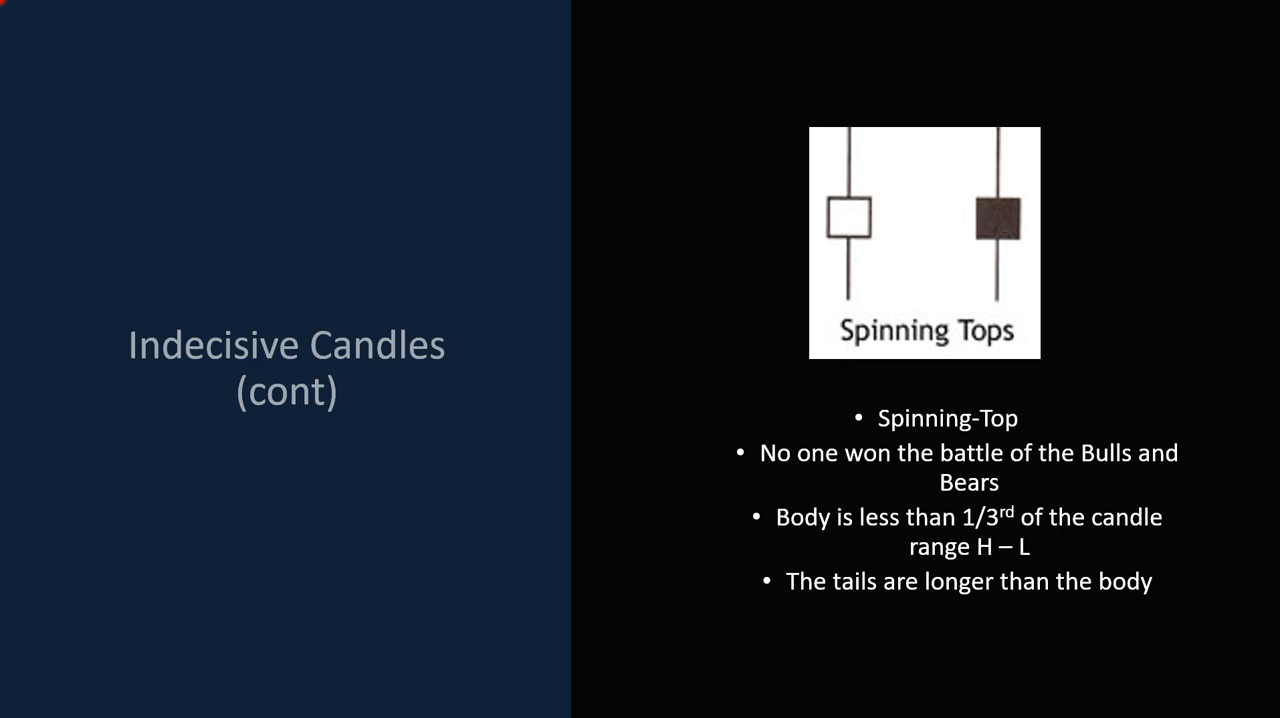 Indecisive Candles
(cont)
Spinning Tops
• Spinning-Top
• No one won the battle of the Bulls and
Bears
• Body is less than 1/3rd of the candle
range H – L
• The tails are longer than the body